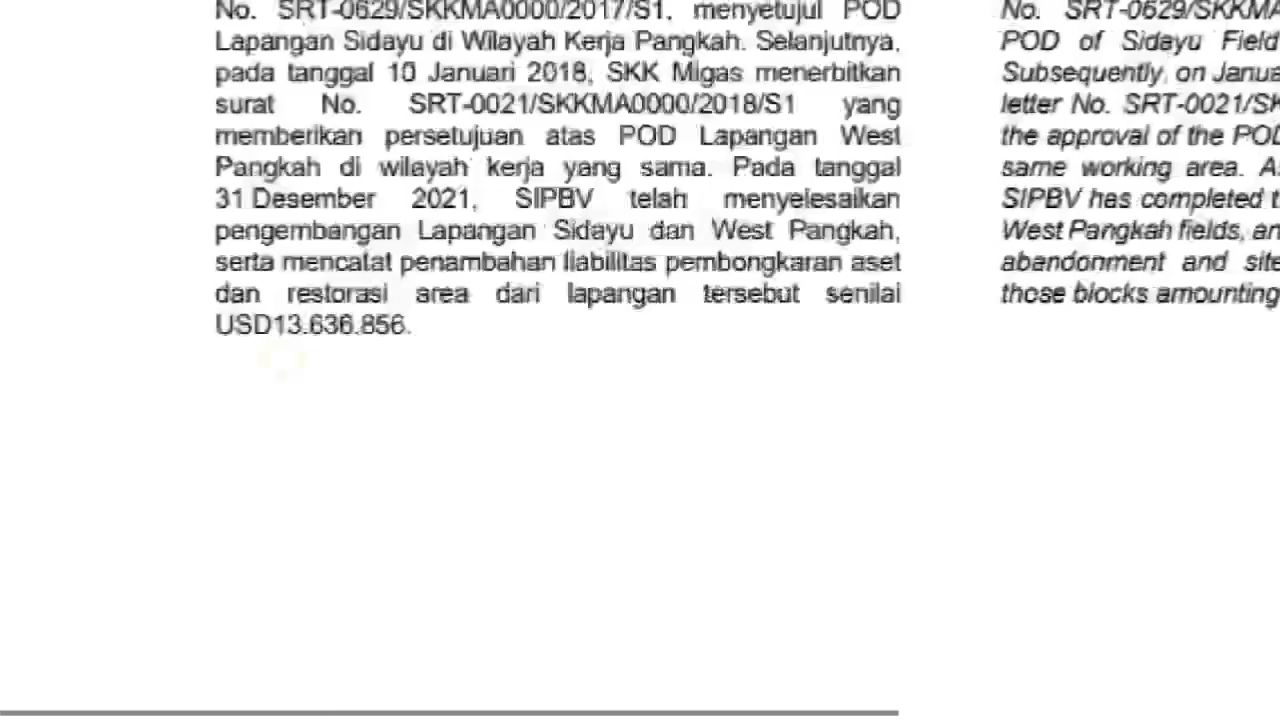 No. SRT-0629/SKKMA0000/2017/S1, menyetujui POD
Lapangan Sidayu di Wilayah Kerja Pangkah. Selanjutnya,
pada tanggal 10 Januari 2018, SKK Migas menerbitkan
surat No. SRT-0021/SKKMA0000/2018/S1 yang
memberikan persetujuan atas POD Lapangan West
Pangkah di wilayah kerja yang sama. Pada tanggal
31 Desember 2021, SIPBV telah menyelesaikan
pengembangan Lapangan Sidayu dan West Pangkah,
serta mencatat penambahan liabilitas pembongkaran aset
dan restorasi area dari lapangan tersebut senilai
USD13.636.856.
No. SRT-0629/SKKMA
POD of Sidayu Field
Subsequently, on Janua
letter No. SRT-0021/SK
the approval of the POD
same working area. A
SIPBV has completed t
West Pangkah fields, an
abandonment and site
those blocks amounting